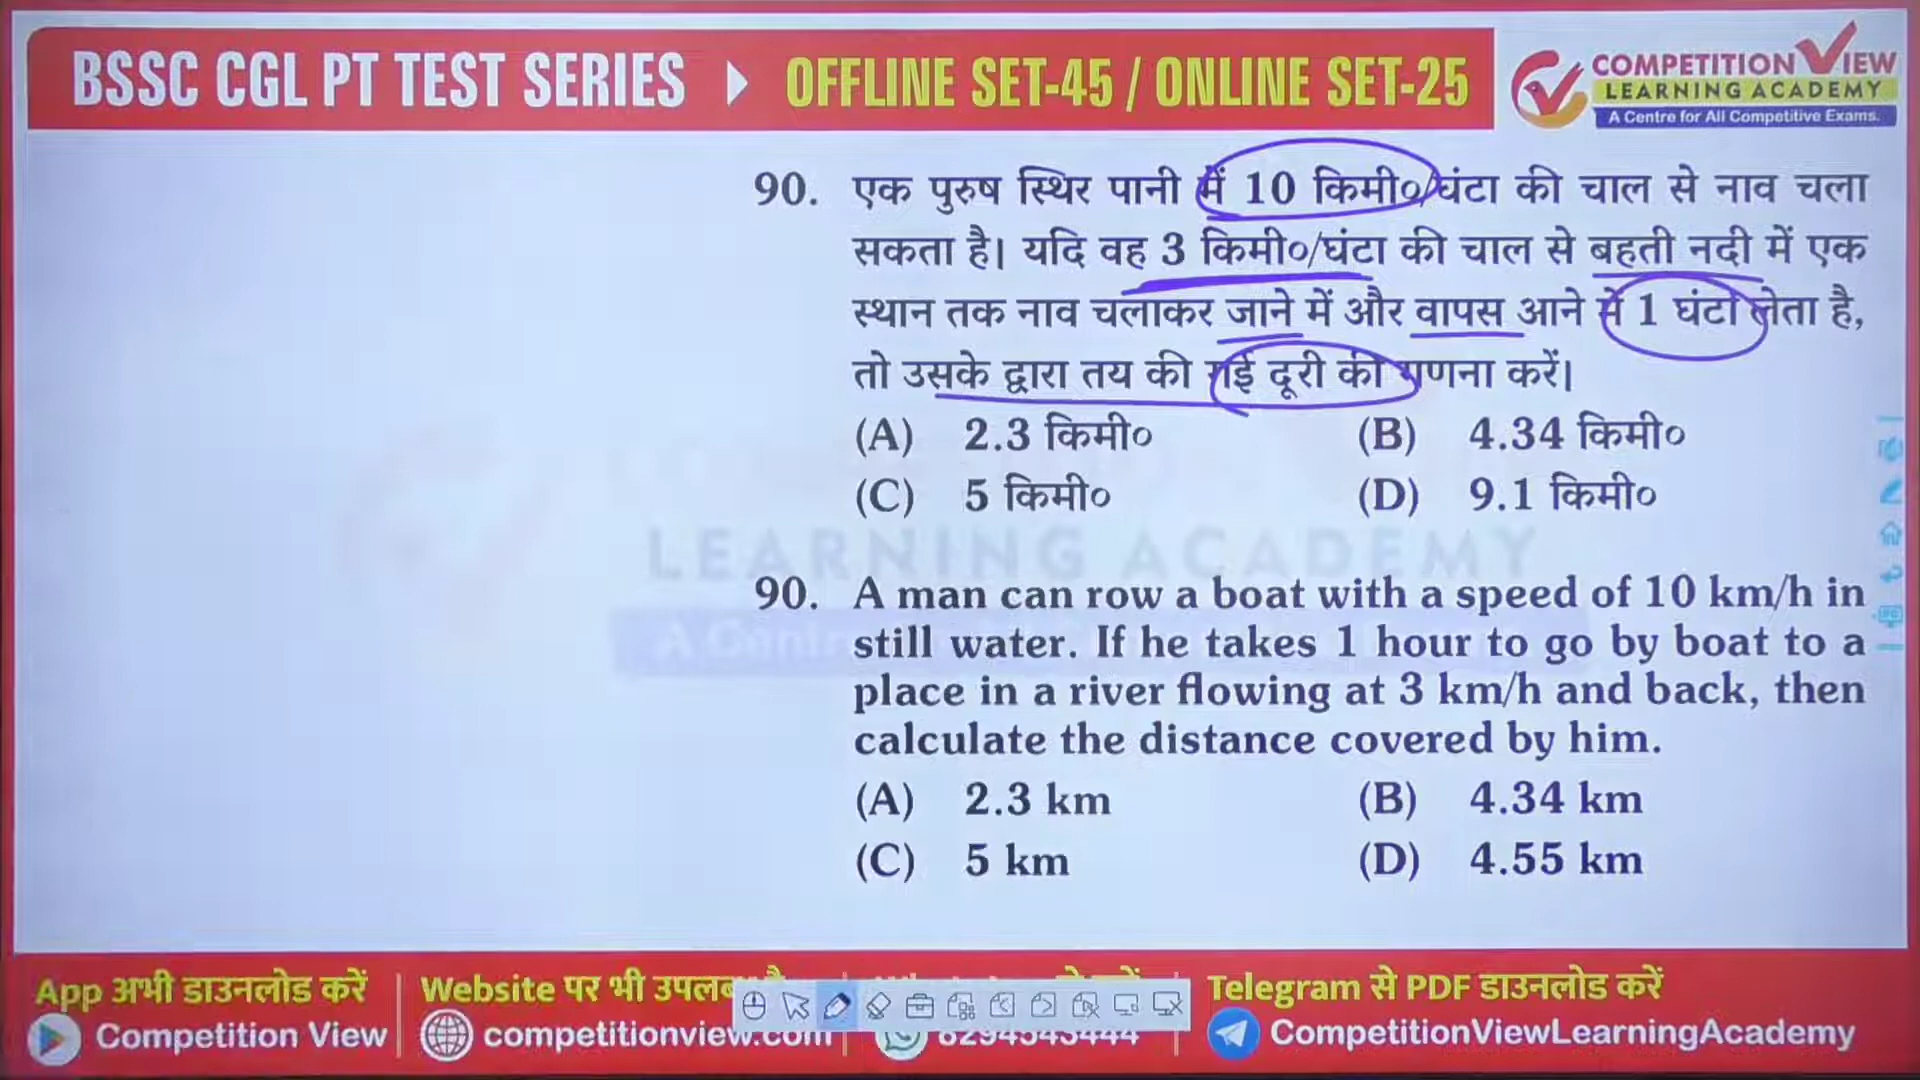 BSSC CGL PT TEST SERIES OFFLINE SET-45 / ONLINE SET-25
COMPETITION VIEW
LEARNING ACADEMY
A Centre for All Competitive Exams.
90. एक पुरुष स्थिर पानी में 10 किमी०/घंटा की चाल से नाव चला
सकता है। यदि वह 3 किमी०/घंटा की चाल से बहती नदी में एक
स्थान तक नाव चलाकर जाने में और वापस आने में 1 घंटा लेता है,
तो उसके द्वारा तय की गई दूरी की गणना करें।
(A) 2.3 किमी० (B) 4.34 किमी०
(C) 5 किमी० (D) 9.1 किमी०
LEARNING ACADEMY
90. A man can row a boat with a speed of 10 km/h in
still water. If he takes 1 hour to go by boat to a
place in a river flowing at 3 km/h and back, then
calculate the distance covered by him.
(A) 2.3 km (B) 4.34 km
(C) 5 km (D) 4.55 km
App अभी डाउनलोड करें
Competition View
Website पर भी
competitionview.com
8294543444
Telegram से PDF डाउनलोड करें
CompetitionViewLearningAcademy